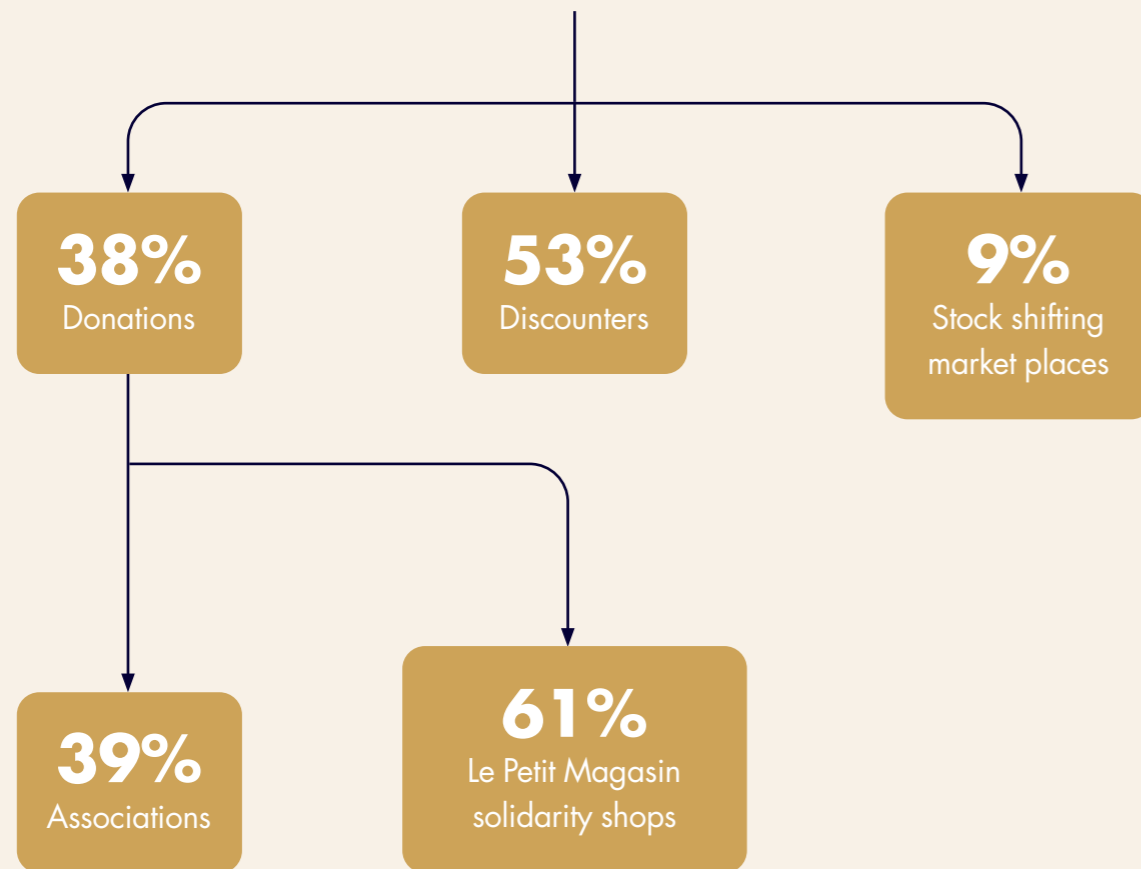 38%
Donations
53%
Discounters
9%
Stock shifting
market places
39%
Associations
61%
Le Petit Magasin
solidarity shops